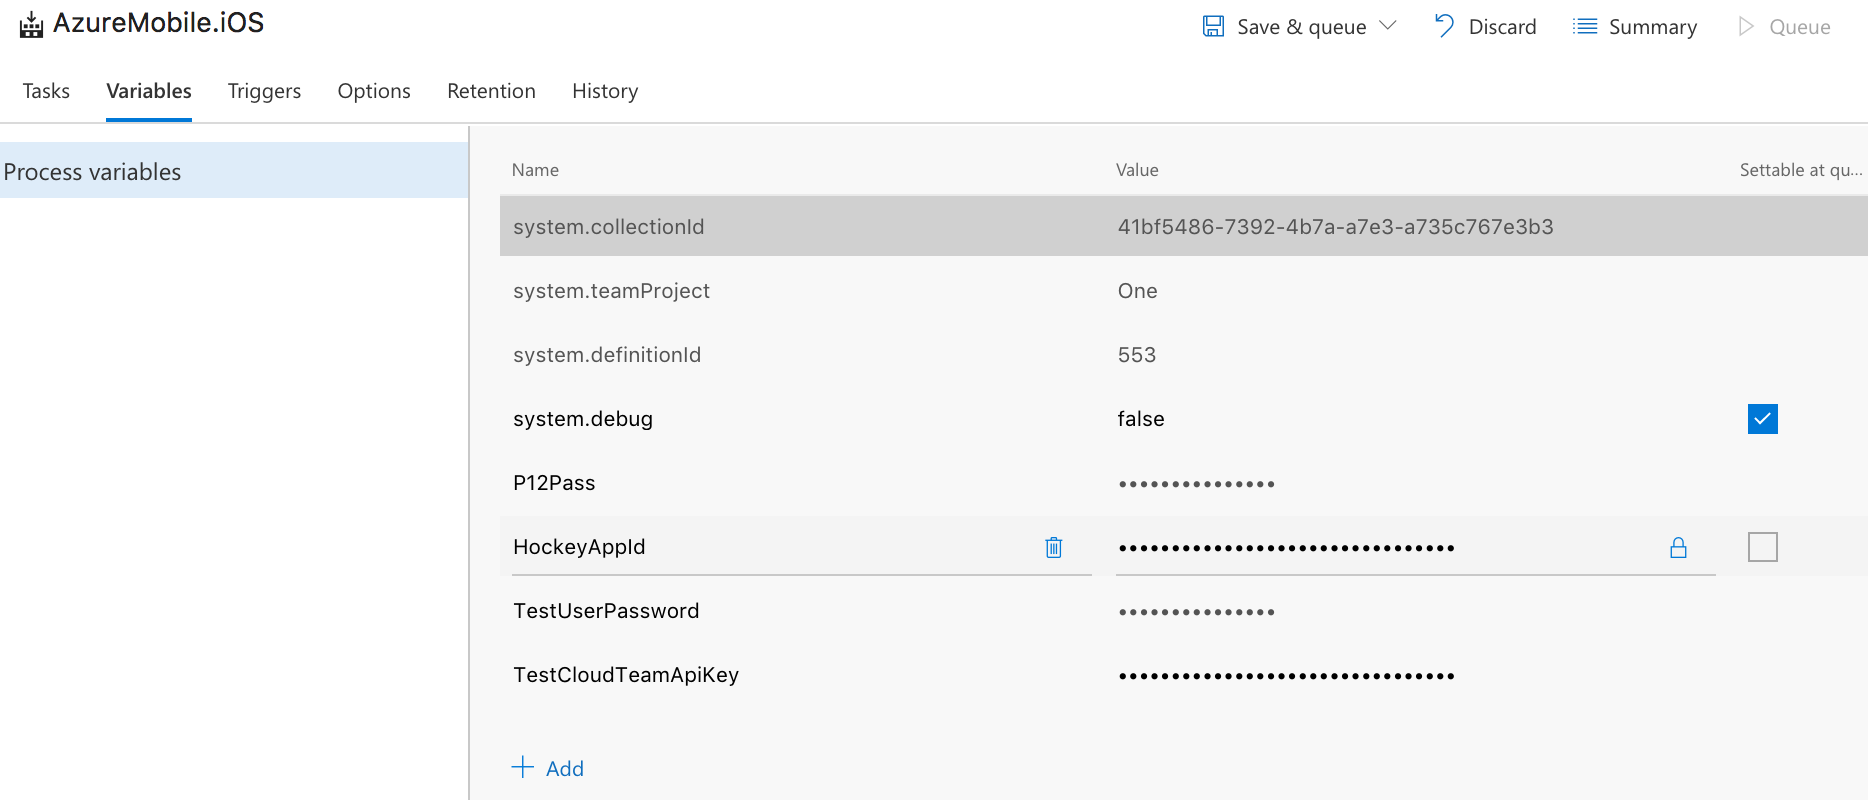 AzureMobile.iOS
Save & queue Discard Summary Queue
Tasks Variables Triggers Options Retention History
Process variables
Name Value Settable at qu...
system.collectionId 41bf5486-7392-4b7a-a7e3-a735c767e3b3
system.teamProject One
system.definitionId 553
system.debug false
P12Pass •••••••••••••••
HockeyAppId ••••••••••••••••••••••••••••••••
TestUserPassword •••••••••••••••
TestCloudTeamApiKey ••••••••••••••••••••••••••••••••
Add